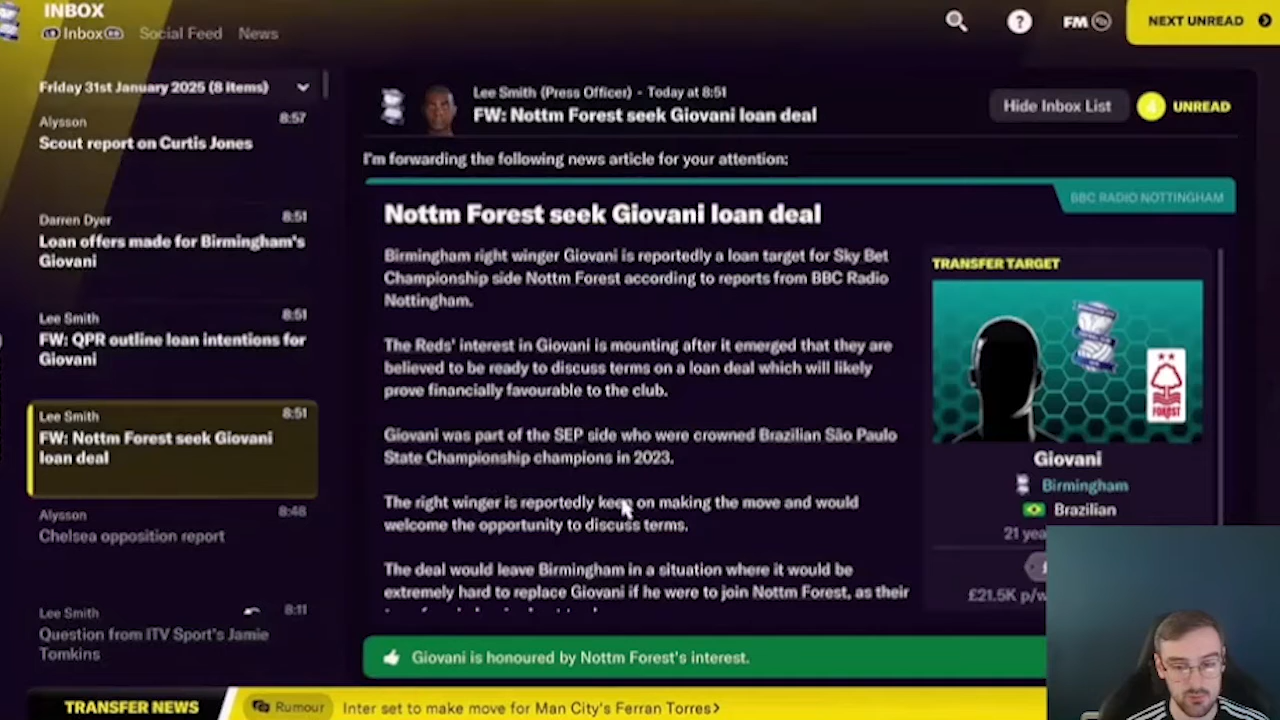 INBOX
Inbox Social Feed News
FM
NEXT UNREAD
Friday 31st January 2025 (8 items)
Alysson 8:57
Scout report on Curtis Jones
Darren Dyer 8:51
Loan offers made for Birmingham's
Giovani
Lee Smith 8:51
FW: QPR outline loan intentions for
Giovani
Lee Smith 8:51
FW: Nottm Forest seek Giovani
loan deal
Alysson 8:48
Chelsea opposition report
Lee Smith 8:11
Question from ITV Sport's Jamie
Tomkins
Lee Smith (Press Officer) - Today at 8:51
FW: Nottm Forest seek Giovani loan deal
Hide Inbox List
4 UNREAD
I'm forwarding the following news article for your attention:
BBC RADIO NOTTINGHAM
Nottm Forest seek Giovani loan deal
Birmingham right winger Giovani is reportedly a loan target for Sky Bet
Championship side Nottm Forest according to reports from BBC Radio
Nottingham.
The Reds' interest in Giovani is mounting after it emerged that they are
believed to be ready to discuss terms on a loan deal which will likely
prove financially favourable to the club.
Giovani was part of the SEP side who were crowned Brazilian São Paulo
State Championship champions in 2023.
The right winger is reportedly keen on making the move and would
welcome the opportunity to discuss terms.
The deal would leave Birmingham in a situation where it would be
extremely hard to replace Giovani if he were to join Nottm Forest, as their
TRANSFER TARGET
FOREST
Giovani
Birmingham
Brazilian
21
£21.5K p/w
Giovani is honoured by Nottm Forest's interest.
TRANSFER NEWS
Rumour
Inter set to make move for Man City's Ferran Torres>